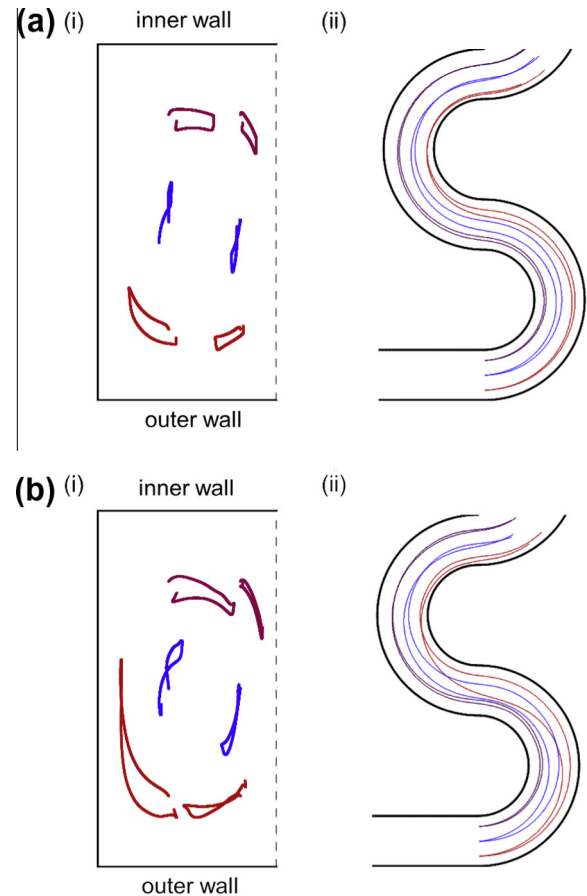 (a) (i) inner wall (ii)
outer wall
(b) (i) inner wall (ii)
outer wall